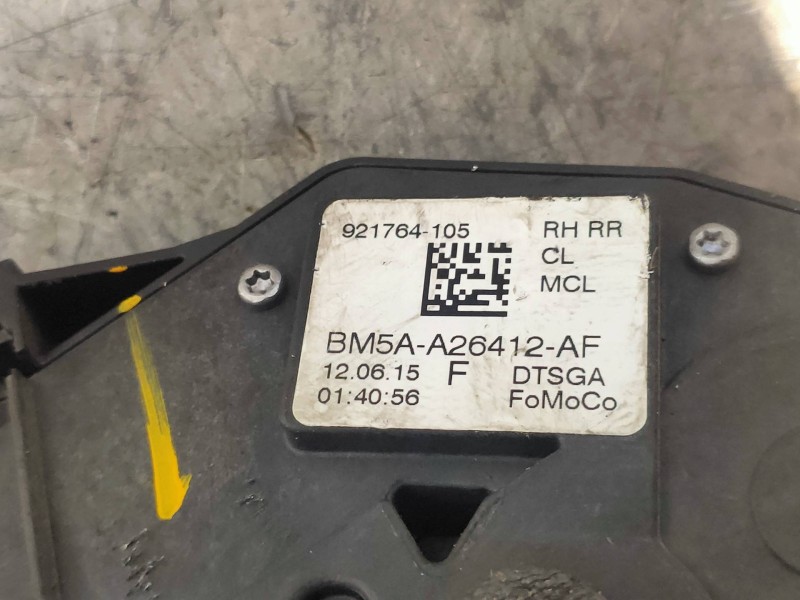 921764-105 RH RR
CL
MCL
BM5A-A26412-AF
12.06.15 F DTSGA
01:40:56 FoMoCo